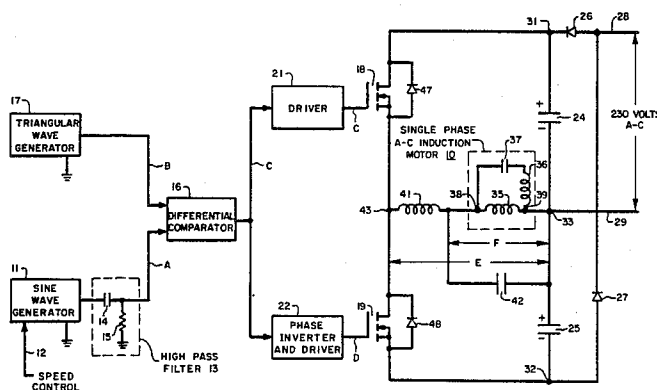 31
26
28
21
18
17
DRIVER
47
+
24
230 VOLTS
A-C
TRIANGULAR
WAVE
GENERATOR
C
SINGLE PHASE
A-C INDUCTION
MOTOR 10
37
36
B
C
16
41
38
35
39
DIFFERENTIAL
COMPARATOR
43
33
29
11
A
F
E
SINE
WAVE
GENERATOR
14
22
19
42
27
15
PHASE
INVERTER
AND DRIVER
48
+
25
12
D
HIGH PASS
FILTER 13
32
SPEED
CONTROL